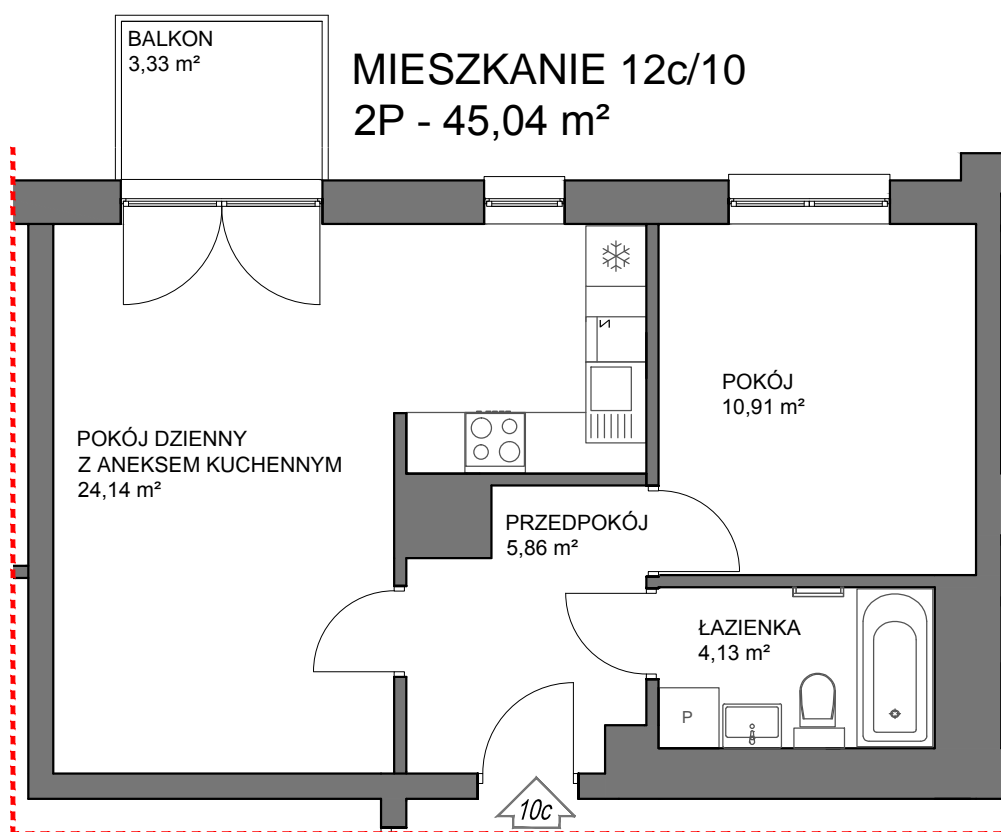 BALKON
3,33 m²
MIESZKANIE 12c/10
2P - 45,04 m²
POKÓJ
10,91 m²
POKÓJ DZIENNY
Z ANEKSEM KUCHENNYM
24,14 m²
PRZEDPOKÓJ
5,86 m²
ŁAZIENKA
4,13 m²
P
10c